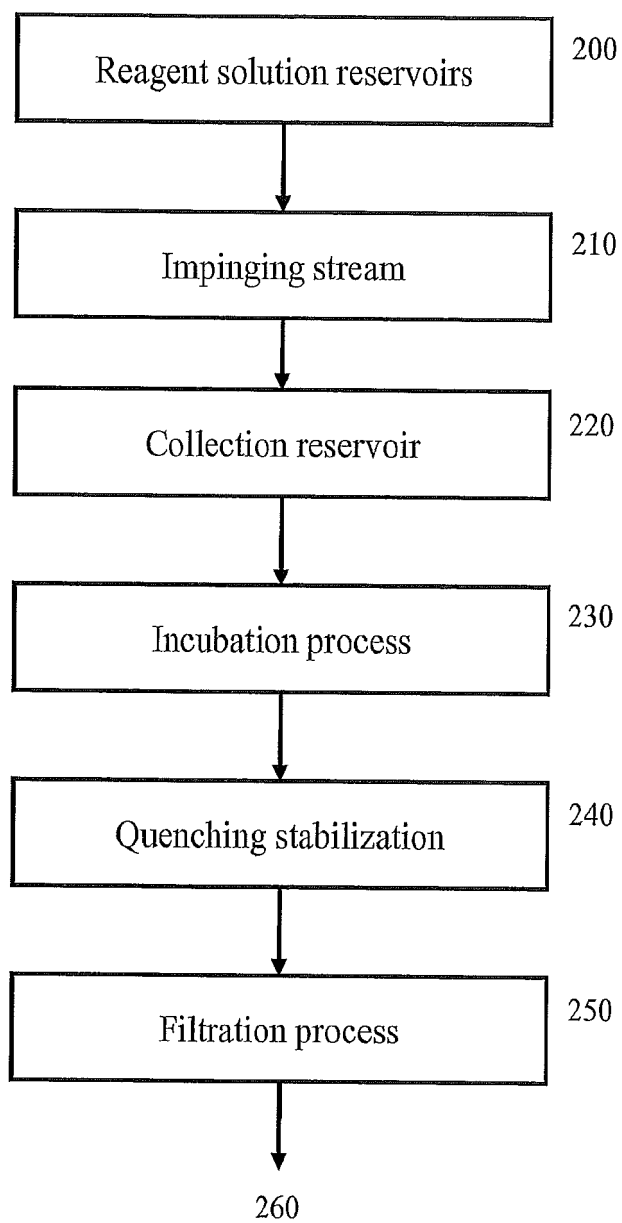 Reagent solution reservoirs
200
Impinging stream
210
Collection reservoir
220
Incubation process
230
Quenching stabilization
240
Filtration process
250
260